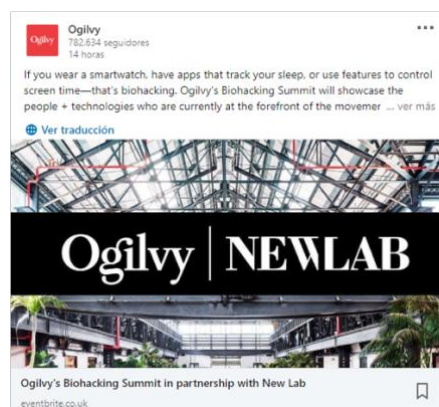 Ogilvy
Ogilvy
782.634 seguidores
14 horas
If you wear a smartwatch, have apps that track your sleep, or use features to control
screen time—that's biohacking. Ogilvy's Biohacking Summit will showcase the
people + technologies who are currently at the forefront of the movemer ... ver más
Ver traducción
Ogilvy | NEWLAB
Ogilvy's Biohacking Summit in partnership with New Lab
eventbrite.co.uk